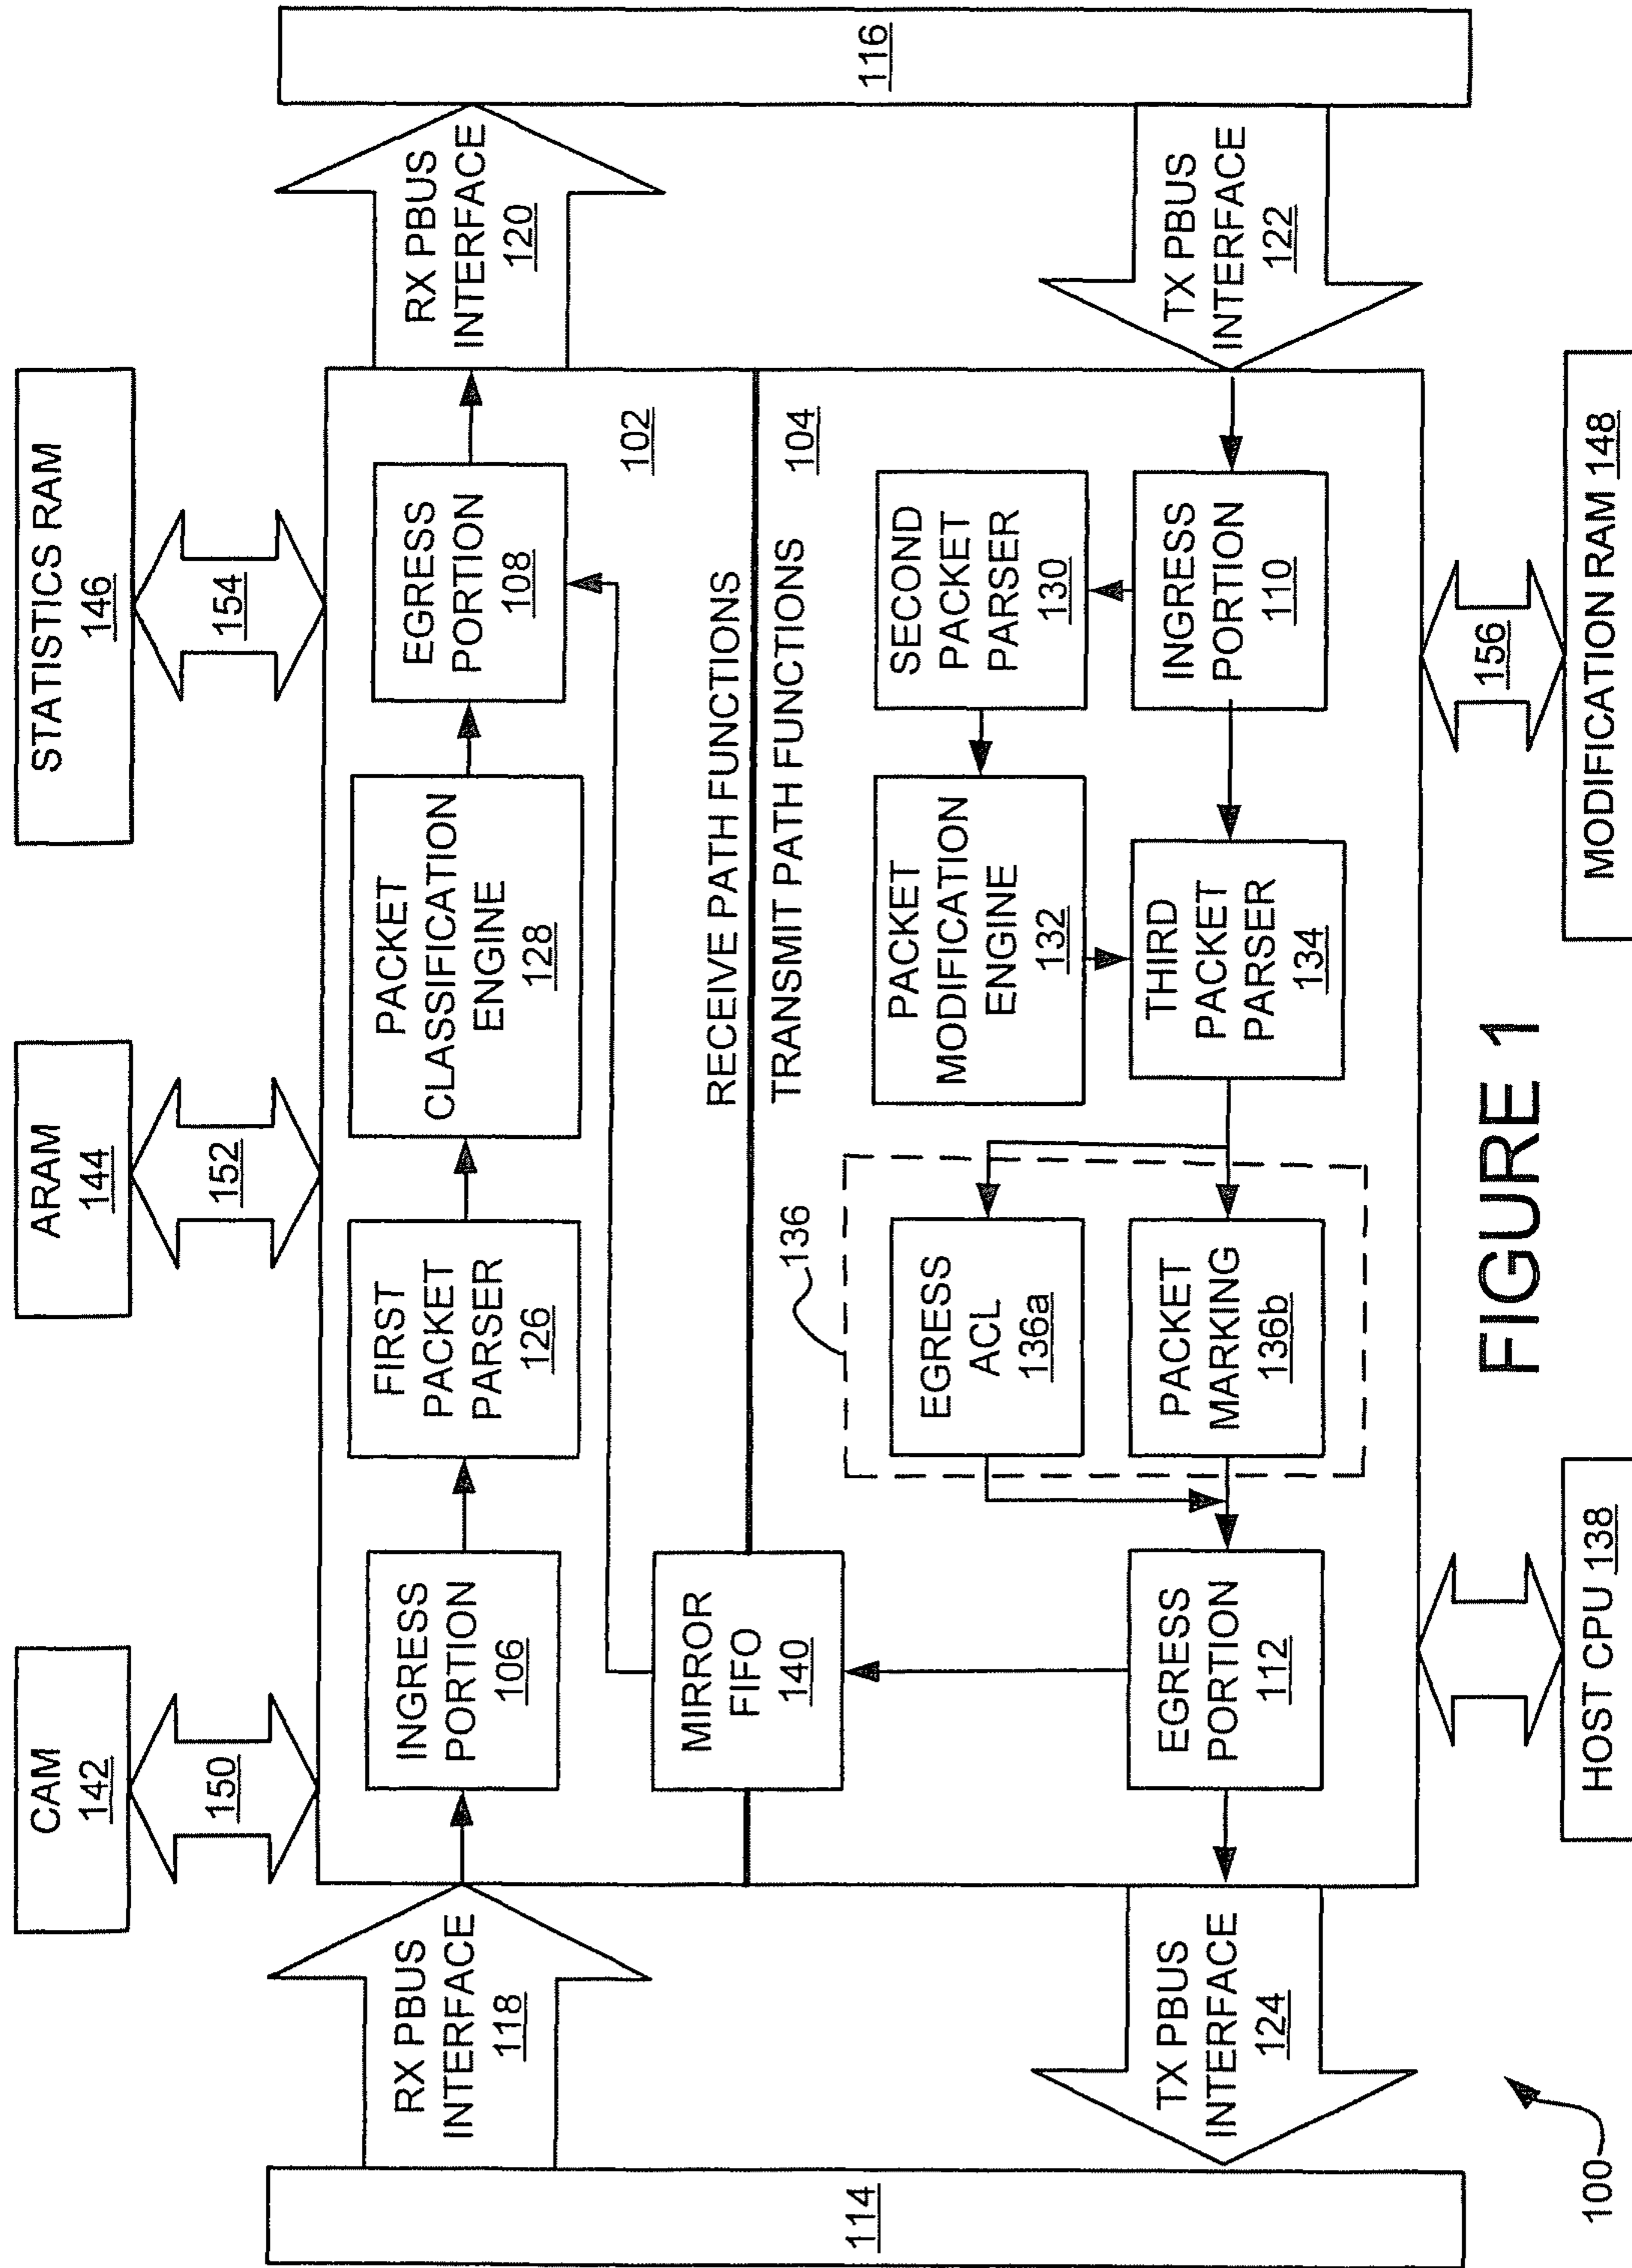 CAM
142
ARAM
144
STATISTICS RAM
146
150
152
154
RX PBUS
INTERFACE
118
INGRESS
PORTION
106
FIRST
PACKET
PARSER
126
PACKET
CLASSIFICATION
ENGINE
128
EGRESS
PORTION
108
RX PBUS
INTERFACE
120
102
RECEIVE PATH FUNCTIONS
TRANSMIT PATH FUNCTIONS
104
MIRROR
FIFO
140
136
114
116
EGRESS
ACL
136a
PACKET
MODIFICATION
ENGINE
132
SECOND
PACKET
PARSER
130
TX PBUS
INTERFACE
124
EGRESS
PORTION
112
PACKET
MARKING
136b
THIRD
PACKET
PARSER
134
INGRESS
PORTION
110
TX PBUS
INTERFACE
122
156
HOST CPU 138
MODIFICATION RAM 148
100
FIGURE 1